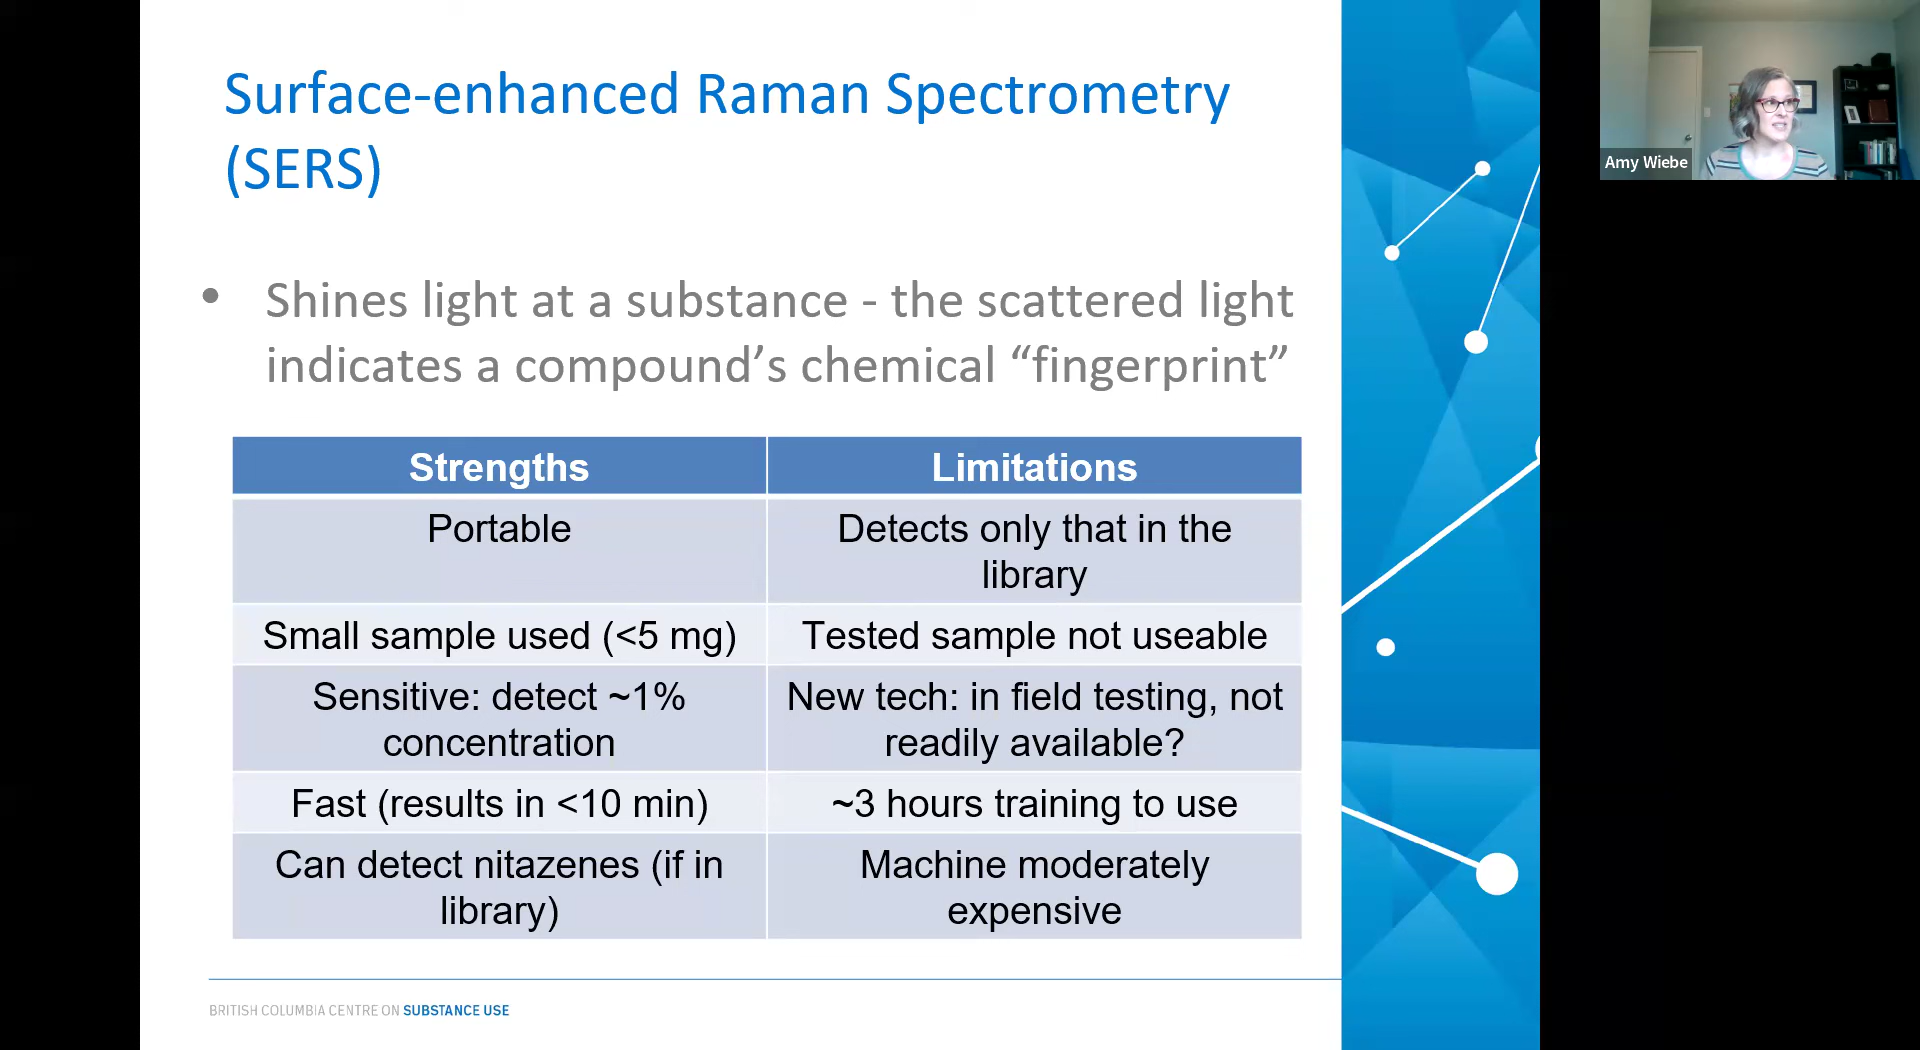 Surface-enhanced Raman Spectrometry
(SERS)
• Shines light at a substance - the scattered light
indicates a compound’s chemical “fingerprint”
Strengths
Limitations
Portable
Detects only that in the
library
Small sample used (<5 mg)
Tested sample not useable
Sensitive: detect ~1%
concentration
New tech: in field testing, not
readily available?
Fast (results in <10 min)
~3 hours training to use
Can detect nitazenes (if in
library)
Machine moderately
expensive
BRITISH COLUMBIA CENTRE ON SUBSTANCE USE
Amy Wiebe